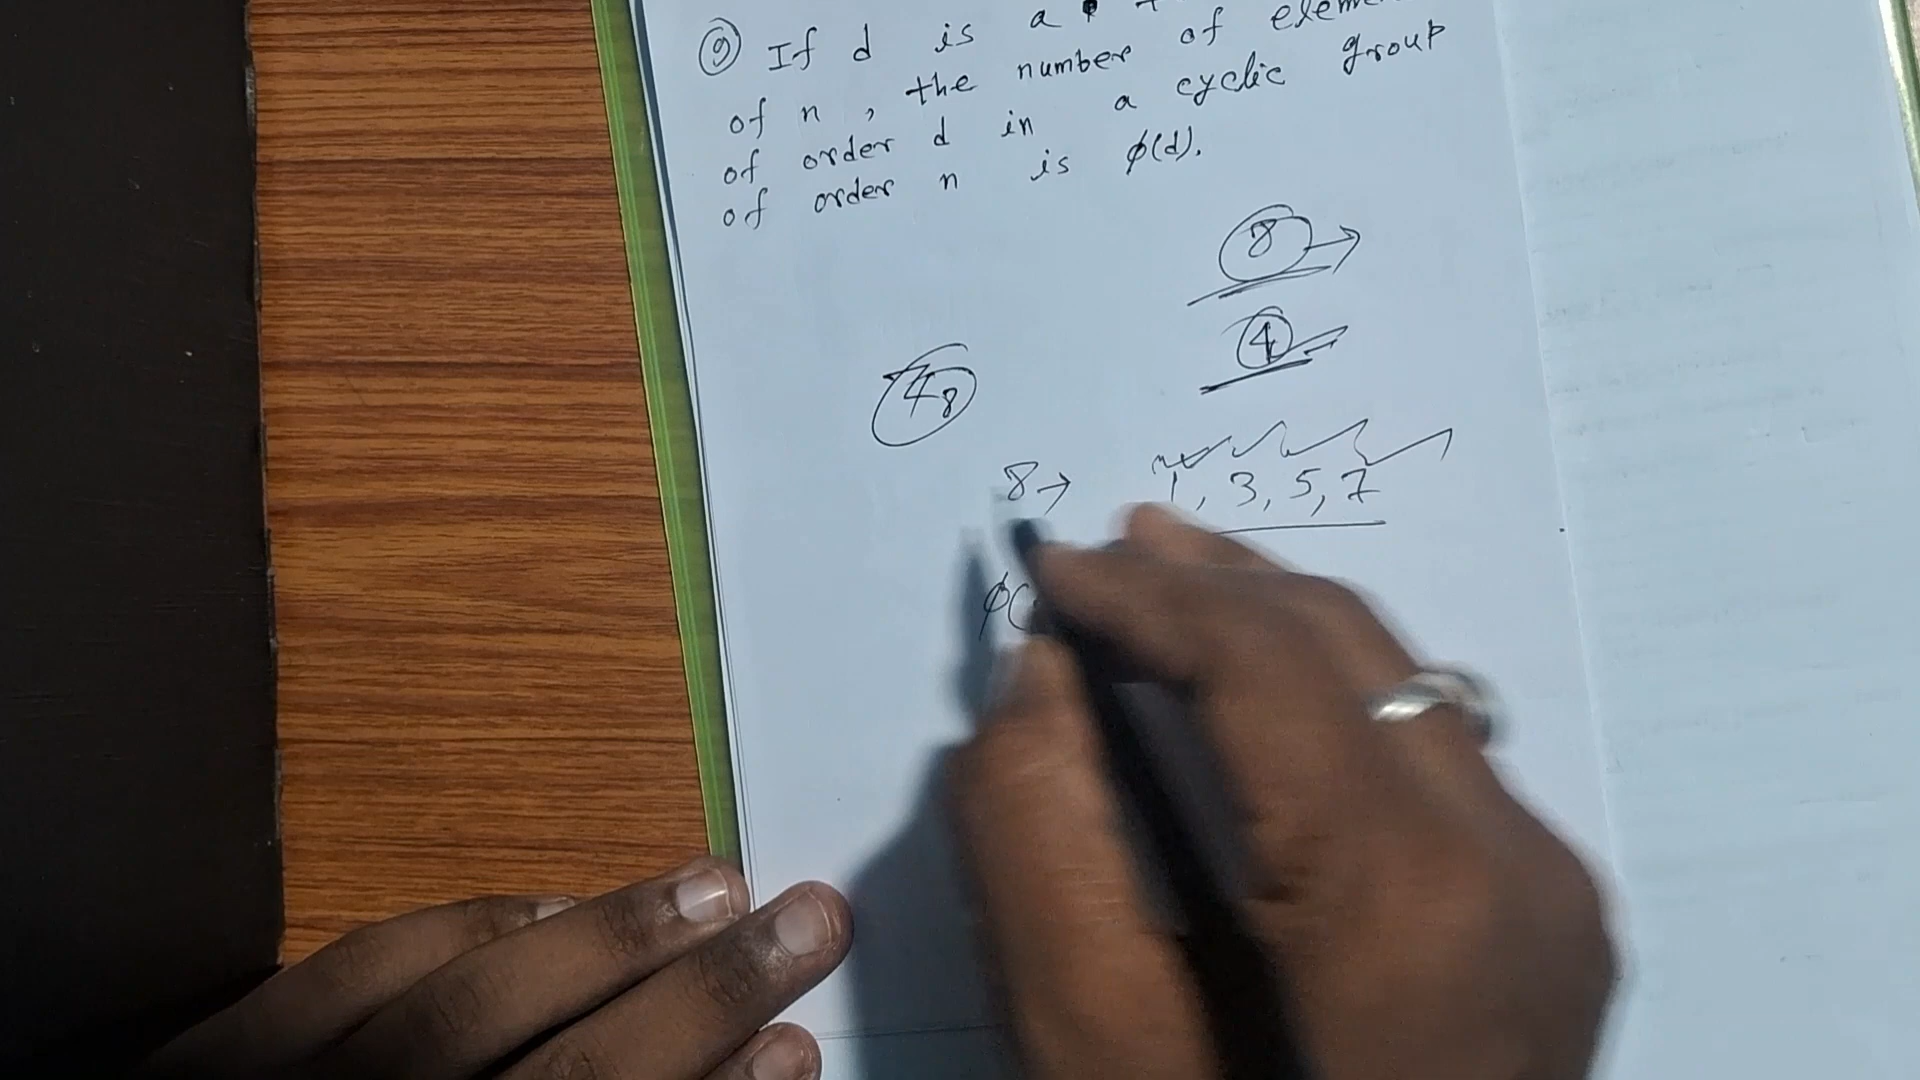 ⑨ If d is a
of n, the number of
of order d in a cyclic group
of order n is ϕ(d).
8 →
4
8 → 1, 3, 5, 7
ϕ(